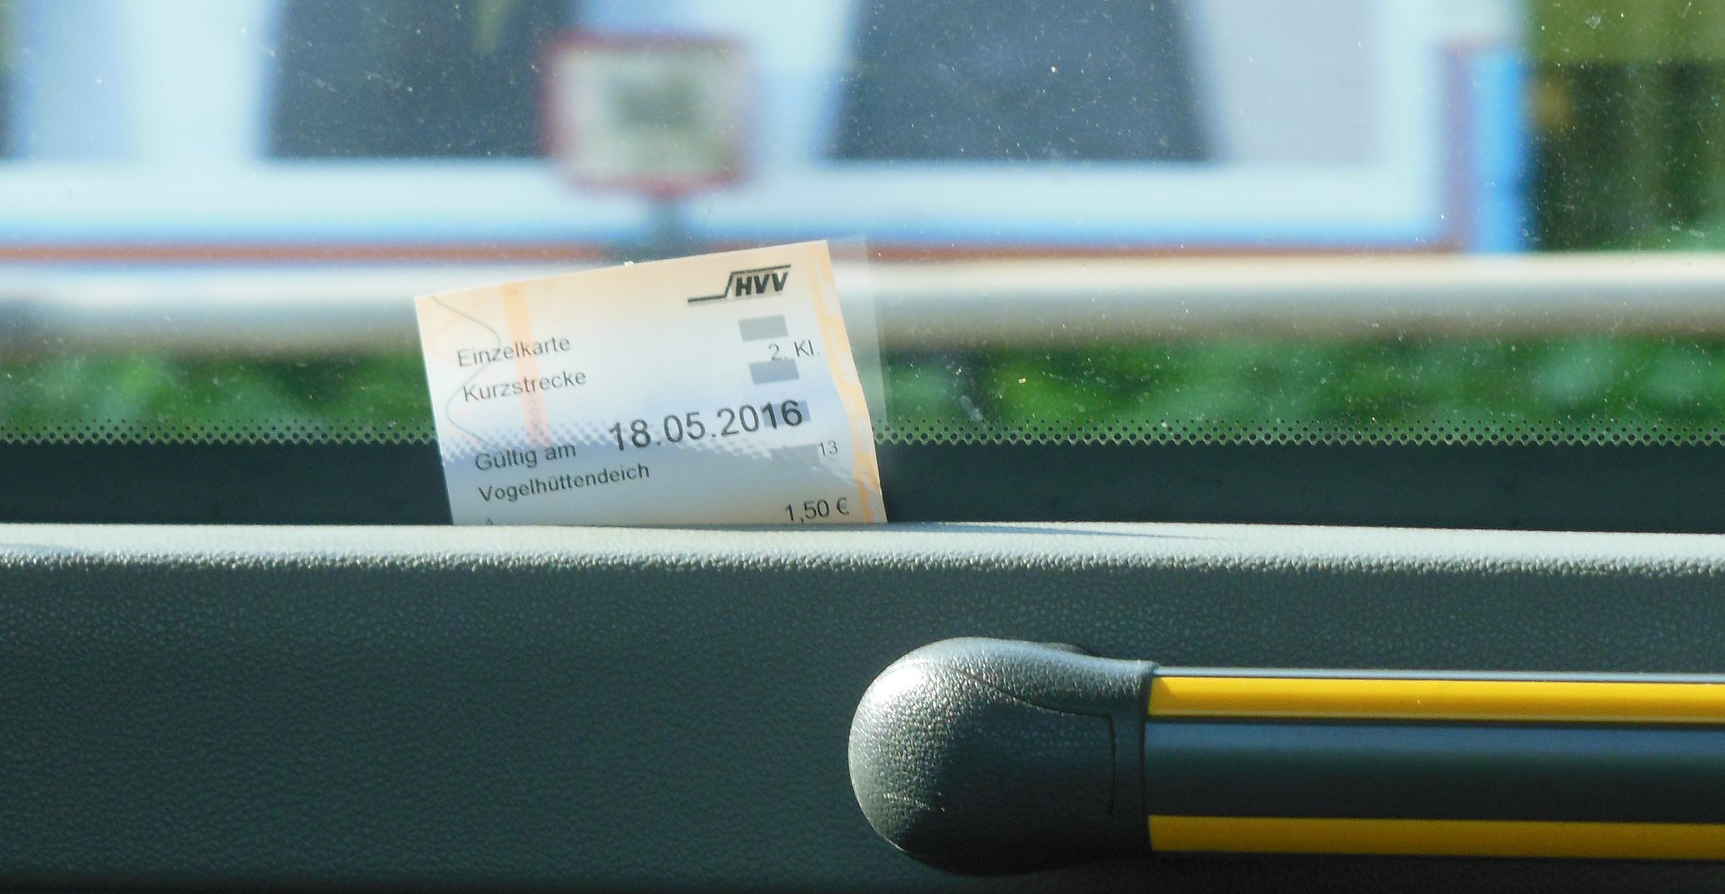 HVV
Einzelkarte
2. Kl.
Kurzstrecke
Gültig am 18.05.2016
Vogelhüttendeich 13
1,50 €